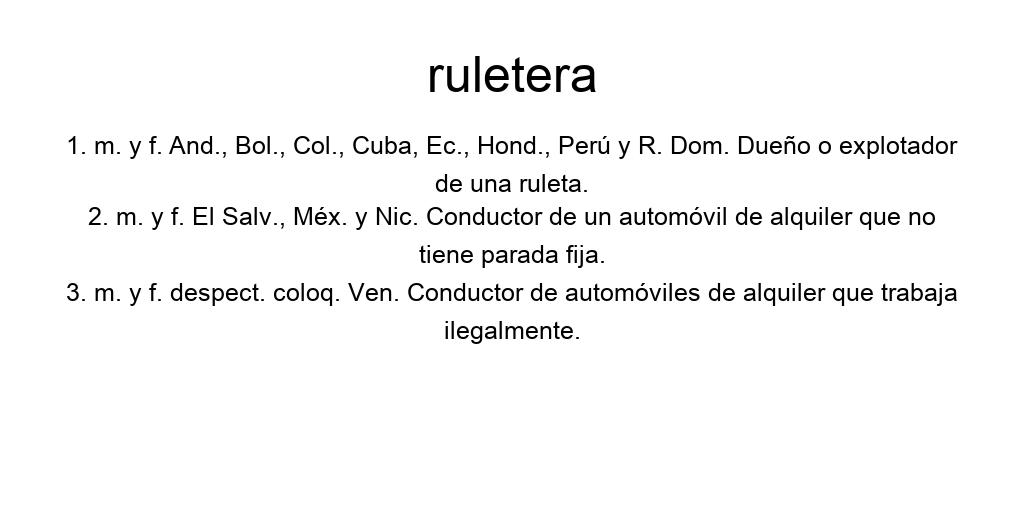 ruletera
1. m. y f. And., Bol., Col., Cuba, Ec., Hond., Perú y R. Dom. Dueño o explotador
de una ruleta.
2. m. y f. El Salv., Méx. y Nic. Conductor de un automóvil de alquiler que no
tiene parada fija.
3. m. y f. despect. coloq. Ven. Conductor de automóviles de alquiler que trabaja
ilegalmente.